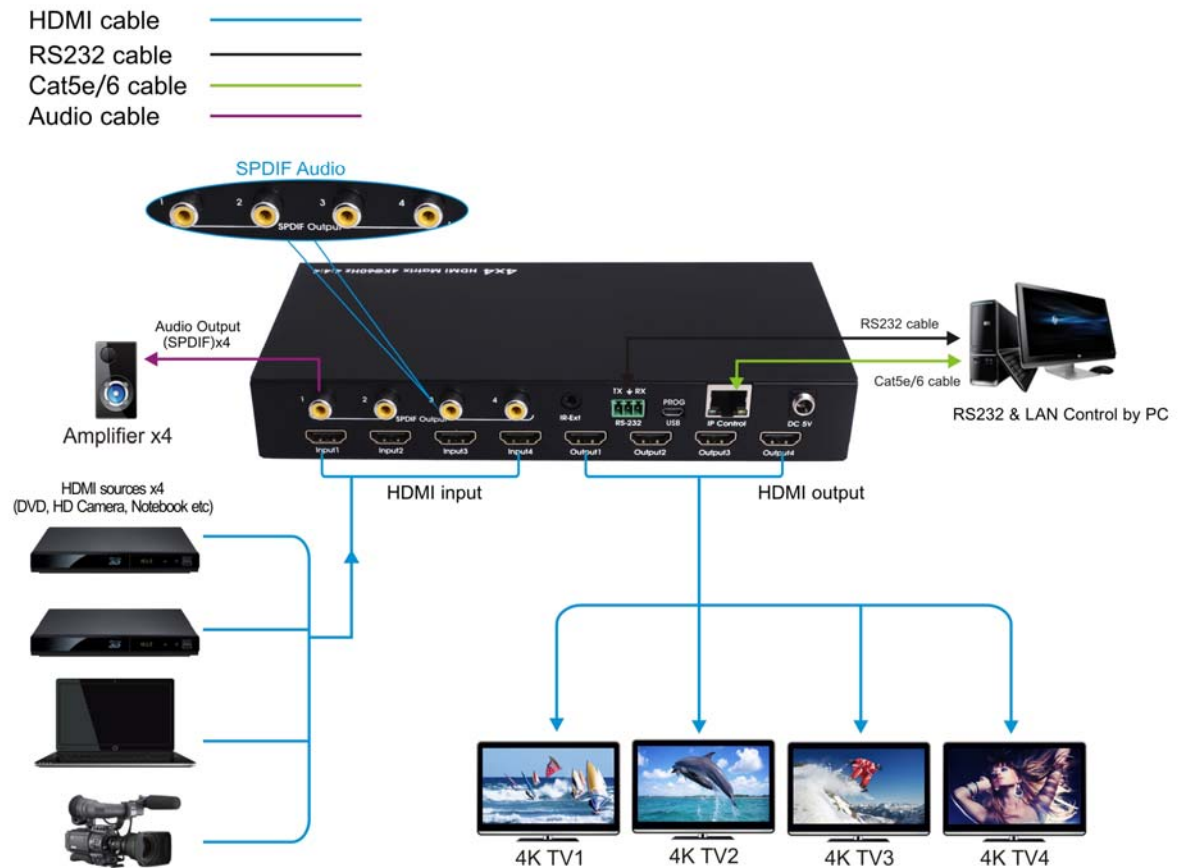 HDMI cable
RS232 cable
Cat5e/6 cable
Audio cable
SPDIF Audio
1 2 3 4
SPDIF Output
4x4 HDMI Matrix 4K@60Hz 4:4:4
Audio Output
(SPDIF)x4
RS232 cable
Cat5e/6 cable
Amplifier x4
RS232 & LAN Control by PC
1 2 3 4
SPDIF Output
IR-Ext
TX RX
RS-232
PROG
USB
IP Control
DC 5V
Input1 Input2 Input3 Input4 Output1 Output2 Output3 Output4
HDMI input
HDMI output
HDMI sources x4
(DVD, HD Camera, Notebook etc)
4K TV1
4K TV2
4K TV3
4K TV4